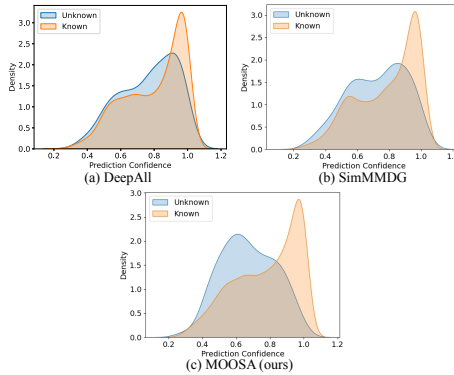 Unknown
Known
Density
3.5
3.0
2.5
2.0
1.5
1.0
0.5
0.0
0.2 0.4 0.6 0.8 1.0 1.2
Prediction Confidence
(a) DeepAll
Unknown
Known
Density
3.0
2.5
2.0
1.5
1.0
0.5
0.0
0.2 0.4 0.6 0.8 1.0
Prediction Confidence
(b) SimMMDG
Unknown
Known
Density
3.0
2.5
2.0
1.5
1.0
0.5
0.0
0.2 0.4 0.6 0.8 1.0 1.2
Prediction Confidence
(c) MOOSA (ours)